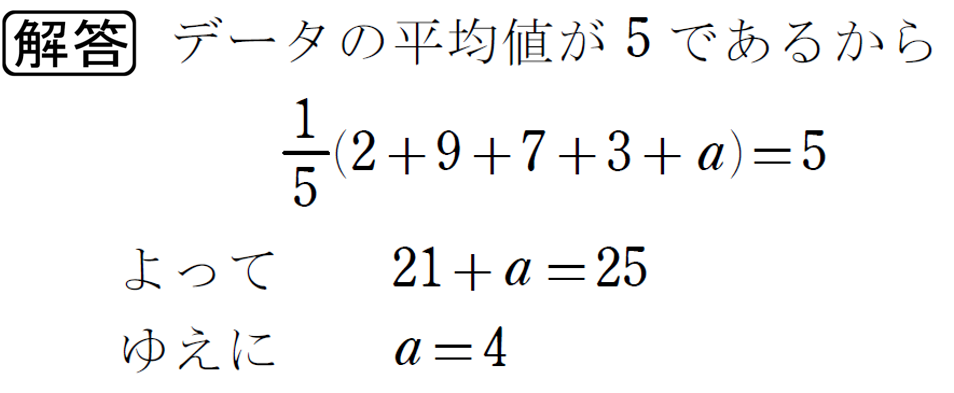 解答 データの平均値が 5 であるから
1/5(2+9+7+3+a)=5
よって 21+a=25
ゆえに a=4